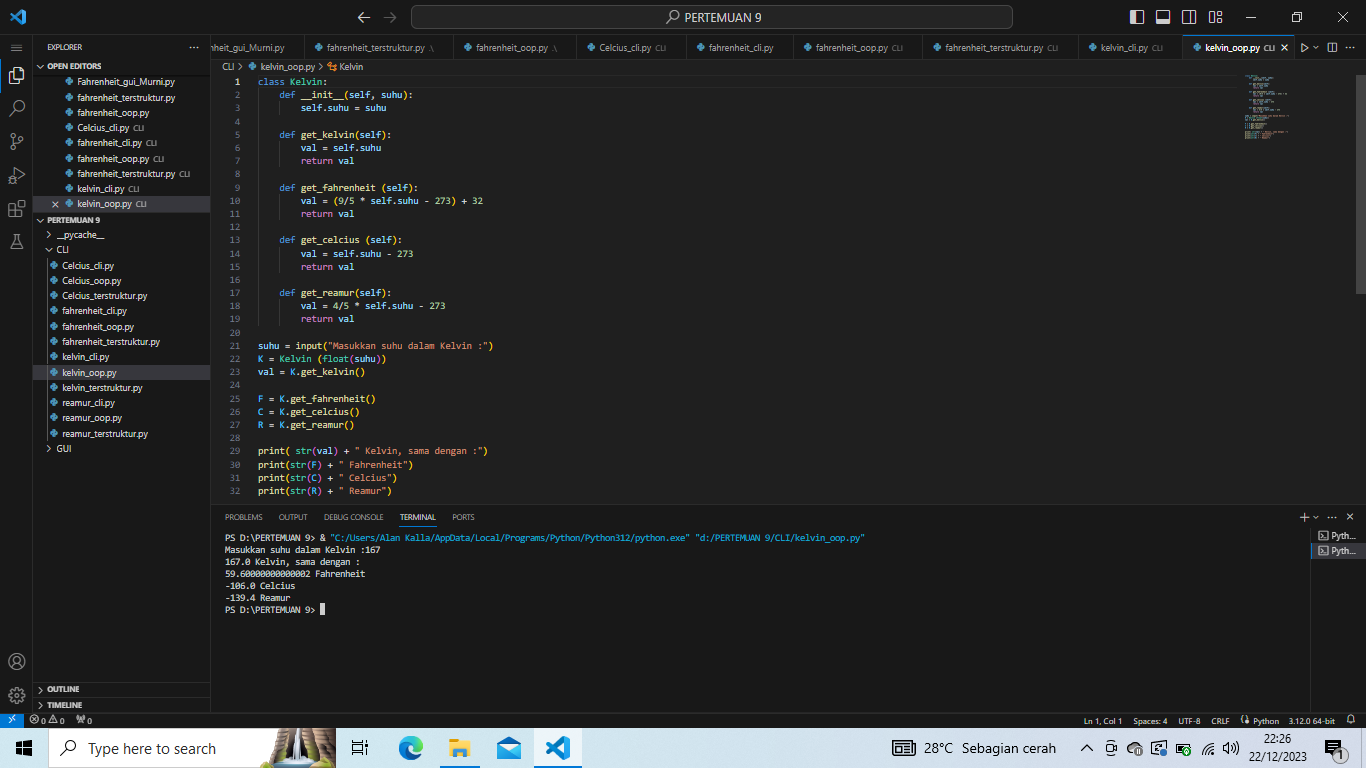 PERTEMUAN 9
EXPLORER
OPEN EDITORS
Fahrenheit_gui_Murni.py
fahrenheit_terstruktur.py
fahrenheit_oop.py
Celcius_cli.py CLI
fahrenheit_cli.py CLI
fahrenheit_oop.py CLI
fahrenheit_terstruktur.py CLI
kelvin_cli.py CLI
kelvin_oop.py CLI
PERTEMUAN 9
__pycache__
CLI
Celcius_cli.py
Celcius_oop.py
Celcius_terstruktur.py
fahrenheit_cli.py
fahrenheit_oop.py
fahrenheit_terstruktur.py
kelvin_cli.py
kelvin_oop.py
kelvin_terstruktur.py
reamur_cli.py
reamur_oop.py
reamur_terstruktur.py
GUI
OUTLINE
TIMELINE
nheit_gui_Murni.py fahrenheit_terstruktur.py .\ fahrenheit_oop.py .\ Celcius_cli.py CLI fahrenheit_cli.py fahrenheit_oop.py CLI fahrenheit_terstruktur.py CLI kelvin_cli.py CLI kelvin_oop.py CLI
CLI > kelvin_oop.py > Kelvin
1 class Kelvin:
2 def __init__(self, suhu):
3 self.suhu = suhu
4
5 def get_kelvin(self):
6 val = self.suhu
7 return val
8
9 def get_fahrenheit (self):
10 val = (9/5 * self.suhu - 273) + 32
11 return val
12
13 def get_celcius (self):
14 val = self.suhu - 273
15 return val
16
17 def get_reamur(self):
18 val = 4/5 * self.suhu - 273
19 return val
20
21 suhu = input("Masukkan suhu dalam Kelvin :")
22 K = Kelvin (float(suhu))
23 val = K.get_kelvin()
24
25 F = K.get_fahrenheit()
26 C = K.get_celcius()
27 R = K.get_reamur()
28
29 print( str(val) + " Kelvin, sama dengan :")
30 print(str(F) + " Fahrenheit")
31 print(str(C) + " Celcius")
32 print(str(R) + " Reamur")
PROBLEMS OUTPUT DEBUG CONSOLE TERMINAL PORTS
PS D:\PERTEMUAN 9> & "C:/Users/Alan Kalla/AppData/Local/Programs/Python/Python312/python.exe" "d:/PERTEMUAN 9/CLI/kelvin_oop.py"
Masukkan suhu dalam Kelvin :167
167.0 Kelvin, sama dengan :
59.60000000000002 Fahrenheit
-106.0 Celcius
-139.4 Reamur
PS D:\PERTEMUAN 9>
Pyth...
Pyth...
0 0 0 Ln 1, Col 1 Spaces: 4 UTF-8 CRLF Python 3.12.0 64-bit
Type here to search
28°C Sebagian cerah
22:26
22/12/2023
1